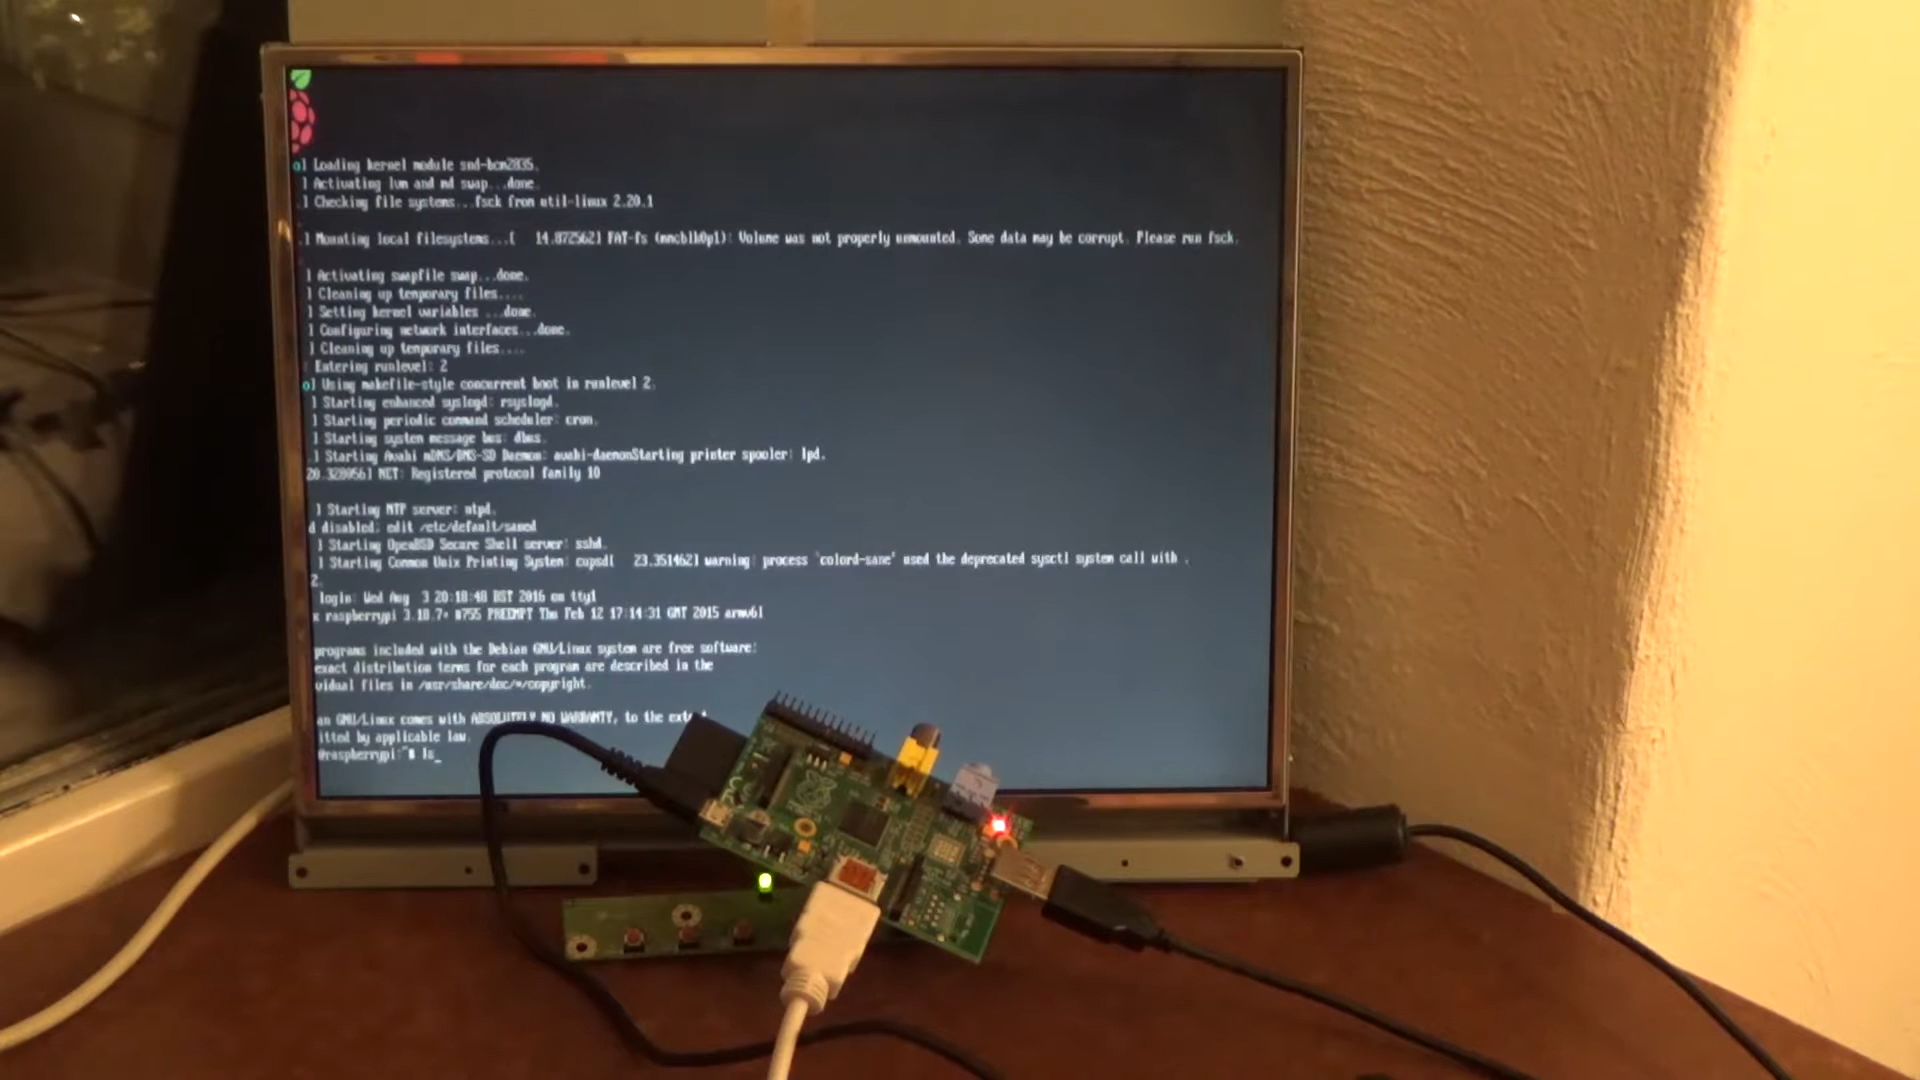 o] Loading kernel module snd-bcm2835.
] Activating lvm and md swap...done.
.] Checking file systems...fsck from util-linux 2.20.1
.] Mounting local filesystems...[   14.872562] FAT-fs (mmcblk0p1): Volume was not properly unmounted. Some data may be corrupt. Please run fsck.
] Activating swapfile swap...done.
] Cleaning up temporary files....
] Setting kernel variables ...done.
] Configuring network interfaces...done.
] Cleaning up temporary files....
Entering runlevel: 2
o] Using makefile-style concurrent boot in runlevel 2.
] Starting enhanced syslogd: rsyslogd.
] Starting periodic command scheduler: cron.
] Starting system message bus: dbus.
.] Starting Avahi mDNS/DNS-SD Daemon: avahi-daemonStarting printer spooler: lpd.
20.328056] NET: Registered protocol family 10
] Starting NTP server: ntpd.
d disabled; edit /etc/default/saned
] Starting OpenBSD Secure Shell server: sshd.
] Starting Common Unix Printing System: cupsd[   23.351462] warning: process `colord-sane' used the deprecated sysctl system call with .
2.
login: Wed Aug  3 20:18:48 BST 2016 on tty1
x raspberrypi 3.18.7+ #755 PREEMPT Thu Feb 12 17:14:31 GMT 2015 armv6l
programs included with the Debian GNU/Linux system are free software;
exact distribution terms for each program are described in the
vidual files in /usr/share/doc/*/copyright.
an GNU/Linux comes with ABSOLUTELY NO WARRANTY, to the extent
itted by applicable law.
@raspberrypi:~$ ls_